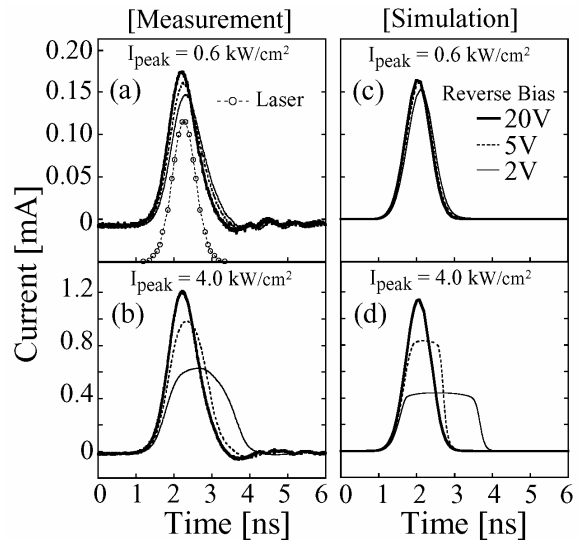 [Measurement] [Simulation]
I_peak = 0.6 kW/cm² I_peak = 0.6 kW/cm²
(a) (c)
Laser
Reverse Bias
20V
5V
2V
0.20
0.15
0.10
0.05
0
Current [mA]
I_peak = 4.0 kW/cm² I_peak = 4.0 kW/cm²
(b) (d)
1.2
0.8
0.4
0
0 1 2 3 4 5 6 0 1 2 3 4 5 6
Time [ns] Time [ns]